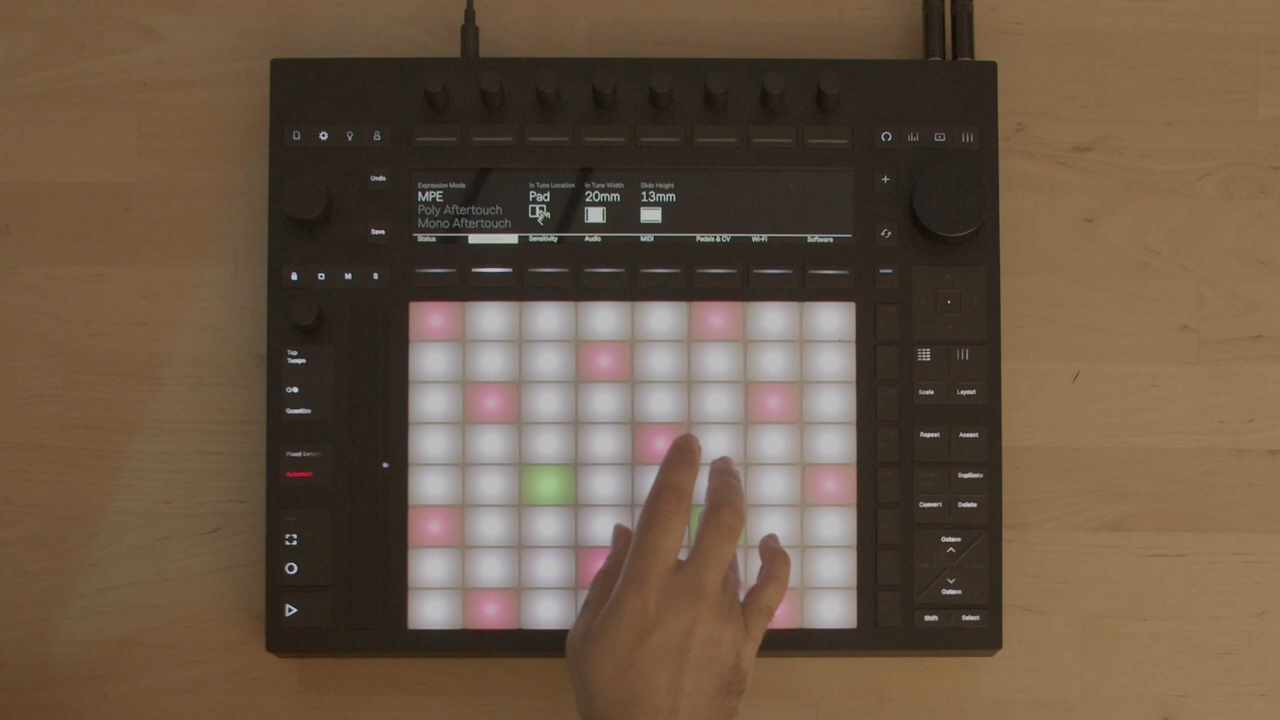 Undo
Save
Expression Mode
MPE
Poly Aftertouch
Mono Aftertouch
In Tune Location
Pad
In Tune Width
20mm
Slide Height
13mm
Status
Sensitivity
Audio
MIDI
Pedals & CV
Wi-Fi
Software
M
S
Tap
Tempo
Quantize
Fixed Length
Automate
Scale
Layout
Repeat
Accent
Duplicate
Convert
Delete
Octave
Octave
Shift
Select